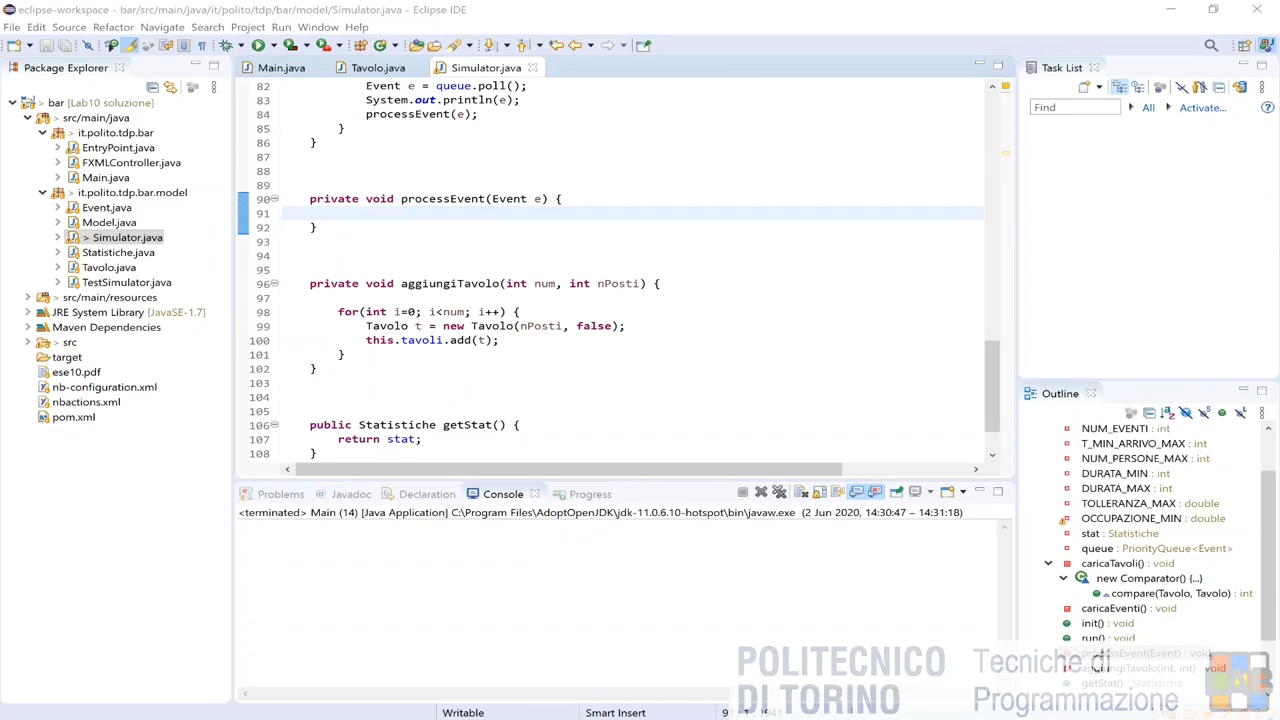 eclipse-workspace - bar/src/main/java/it/polito/tdp/bar/model/Simulator.java - Eclipse IDE
File Edit Source Refactor Navigate Search Project Run Window Help
Package Explorer
Main.java
Tavolo.java
Simulator.java
Task List
bar [Lab10 soluzione]
src/main/java
it.polito.tdp.bar
EntryPoint.java
FXMLController.java
Main.java
it.polito.tdp.bar.model
Event.java
Model.java
> Simulator.java
Statistiche.java
Tavolo.java
TestSimulator.java
> src/main/resources
JRE System Library [JavaSE-1.7]
Maven Dependencies
> src
target
ese10.pdf
nb-configuration.xml
nbactions.xml
pom.xml
82 Event e = queue.poll();
83 System.out.println(e);
84 processEvent(e);
85 }
86 }
87
88
89
90 private void processEvent(Event e) {
91
92 }
93
94
95
96 private void aggiungiTavolo(int num, int nPosti) {
97
98 for(int i=0; i<num; i++) {
99 Tavolo t = new Tavolo(nPosti, false);
100 this.tavoli.add(t);
101 }
102 }
103
104
105
106 public Statistiche getStat() {
107 return stat;
108 }
Find
All
Activate...
Outline
NUM_EVENTI : int
T_MIN_ARRIVO_MAX : int
NUM_PERSONE_MAX : int
DURATA_MIN : int
DURATA_MAX : int
TOLLERANZA_MAX : double
OCCUPAZIONE_MIN : double
stat : Statistiche
queue : PriorityQueue<Event>
caricaTavoli() : void
new Comparator() {...}
compare(Tavolo, Tavolo) : int
caricaEventi() : void
init() : void
run() : void
processEvent(Event) : void
aggiungiTavolo(int, int) : void
getStat() : Statistiche
Problems
Javadoc
Declaration
Console
Progress
<terminated> Main (14) [Java Application] C:\Program Files\AdoptOpenJDK\jdk-11.0.6.10-hotspot\bin\javaw.exe (2 Jun 2020, 14:30:47 – 14:31:18)
POLITECNICO
DI TORINO
Tecniche di
Programmazione
Writable
Smart Insert